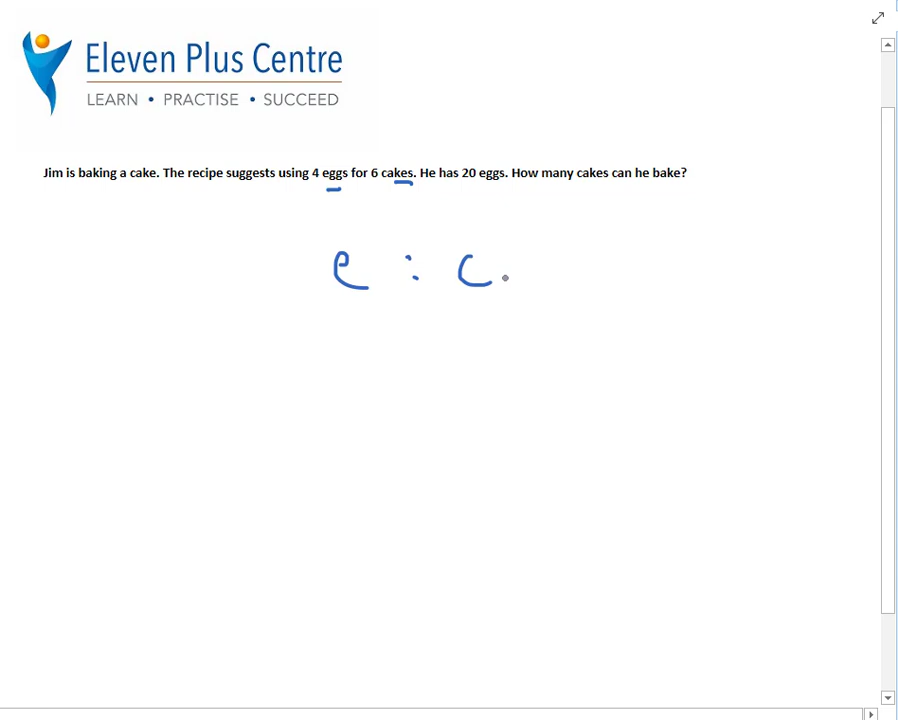 Eleven Plus Centre
LEARN • PRACTISE • SUCCEED
Jim is baking a cake. The recipe suggests using 4 eggs for 6 cakes. He has 20 eggs. How many cakes can he bake?
e : c